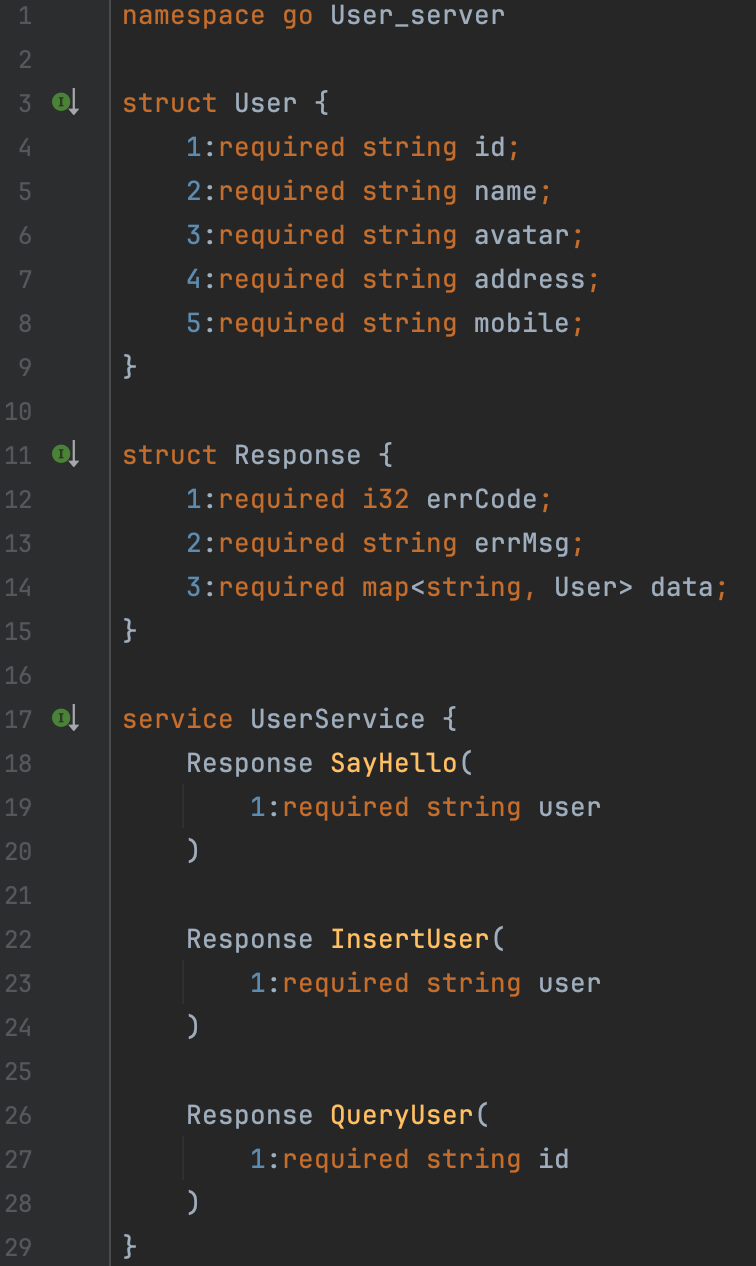 1 namespace go User_server
2
3 struct User {
4     1:required string id;
5     2:required string name;
6     3:required string avatar;
7     4:required string address;
8     5:required string mobile;
9 }
10
11 struct Response {
12     1:required i32 errCode;
13     2:required string errMsg;
14     3:required map<string, User> data;
15 }
16
17 service UserService {
18     Response SayHello(
19         1:required string user
20     )
21
22     Response InsertUser(
23         1:required string user
24     )
25
26     Response QueryUser(
27         1:required string id
28     )
29 }